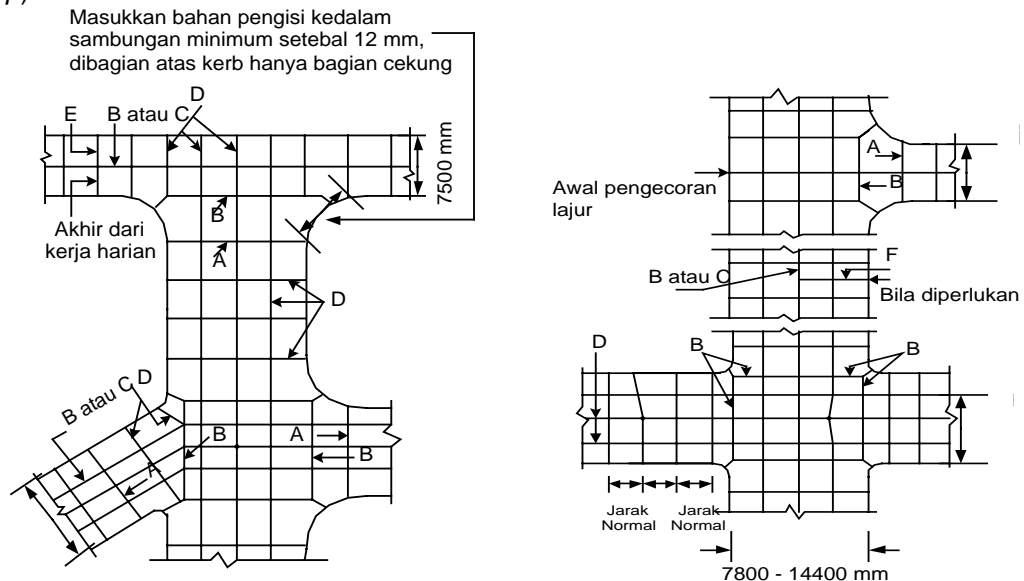 Masukkan bahan pengisi kedalam
sambungan minimum setebal 12 mm,
dibagian atas kerb hanya bagian cekung
D
E
B atau C
7500 mm
B
A
Akhir dari
kerja harian
D
B atau C
D
A
B
A
B
A
B
Awal pengecoran
lajur
F
B atau C
Bila diperlukan
D
B
B
Jarak
Normal
Jarak
Normal
7800 - 14400 mm